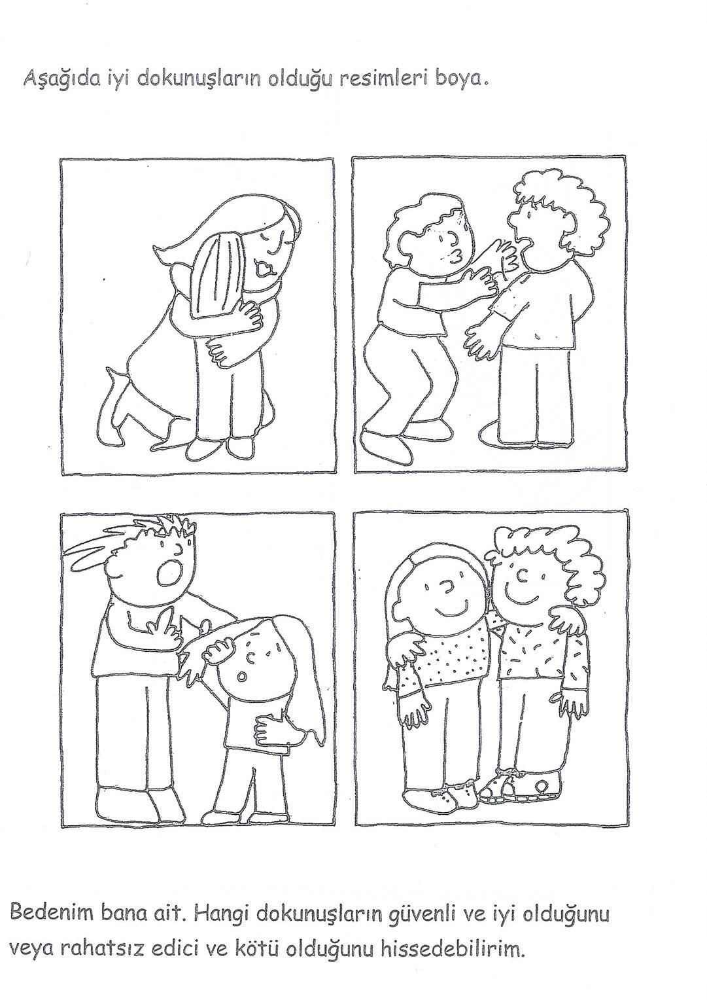 Aşağıda iyi dokunuşların olduğu resimleri boya.
Bedenim bana ait. Hangi dokunuşların güvenli ve iyi olduğunu
veya rahatsız edici ve kötü olduğunu hissedebilirim.